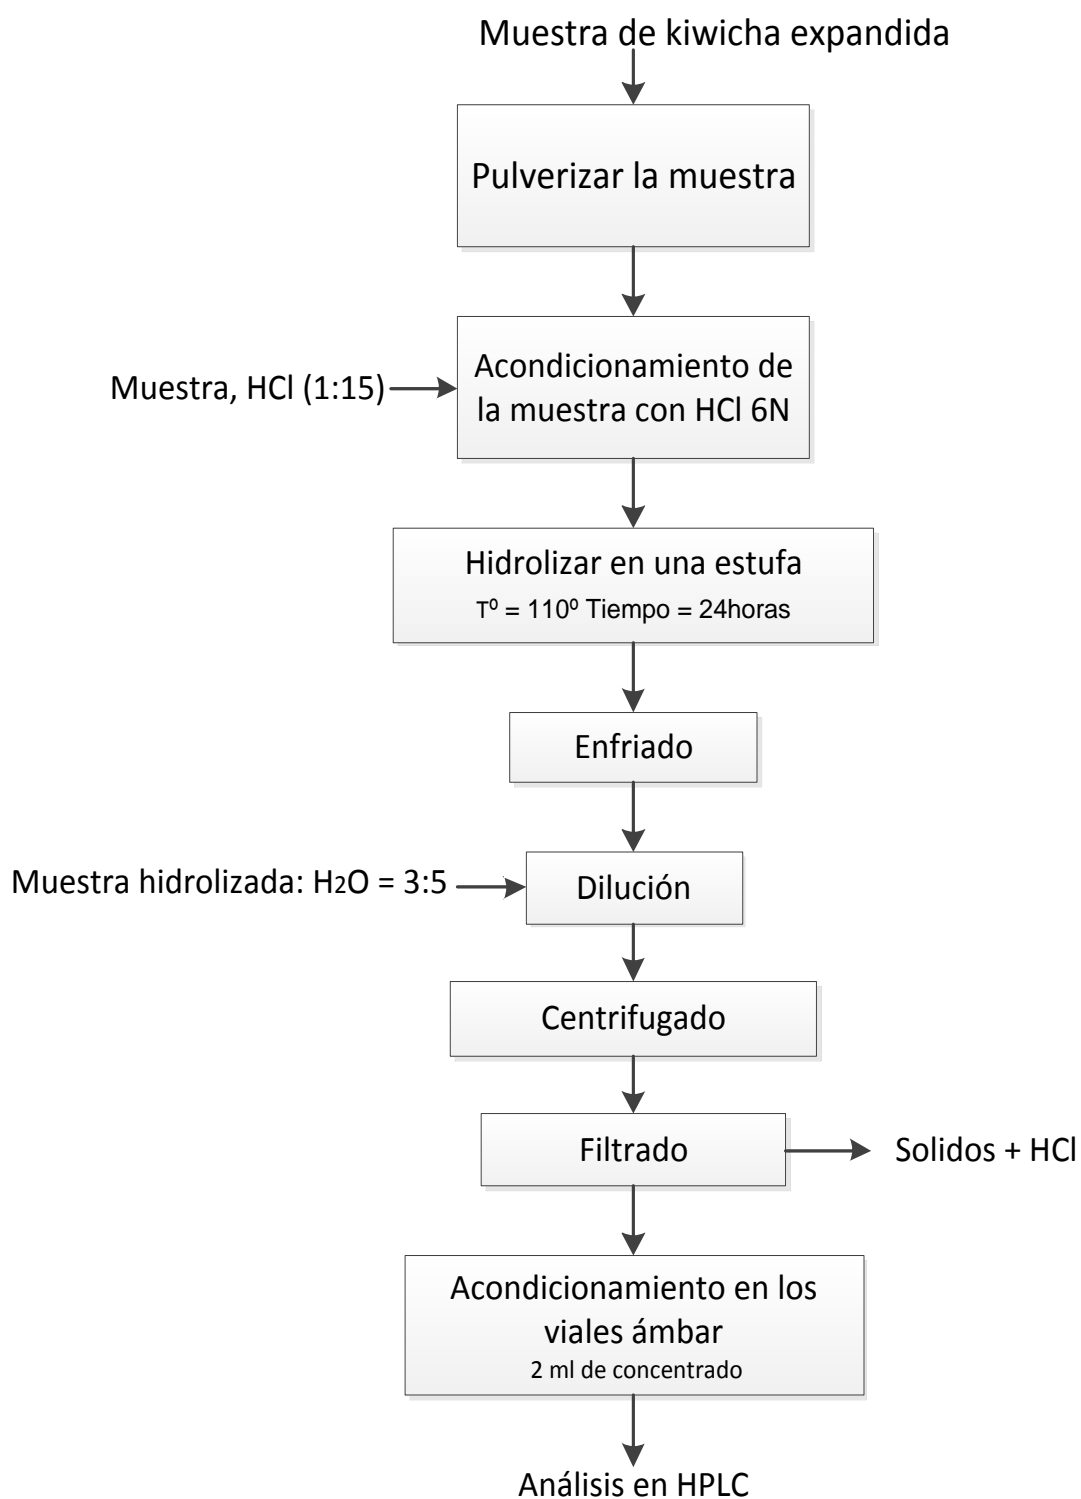 Muestra de kiwicha expandida
Pulverizar la muestra
Muestra, HCl (1:15)
Acondicionamiento de
la muestra con HCl 6N
Hidrolizar en una estufa
Tº = 110º Tiempo = 24horas
Enfriado
Muestra hidrolizada: H2O = 3:5
Dilución
Centrifugado
Filtrado
Solidos + HCl
Acondicionamiento en los
viales ámbar
2 ml de concentrado
Análisis en HPLC